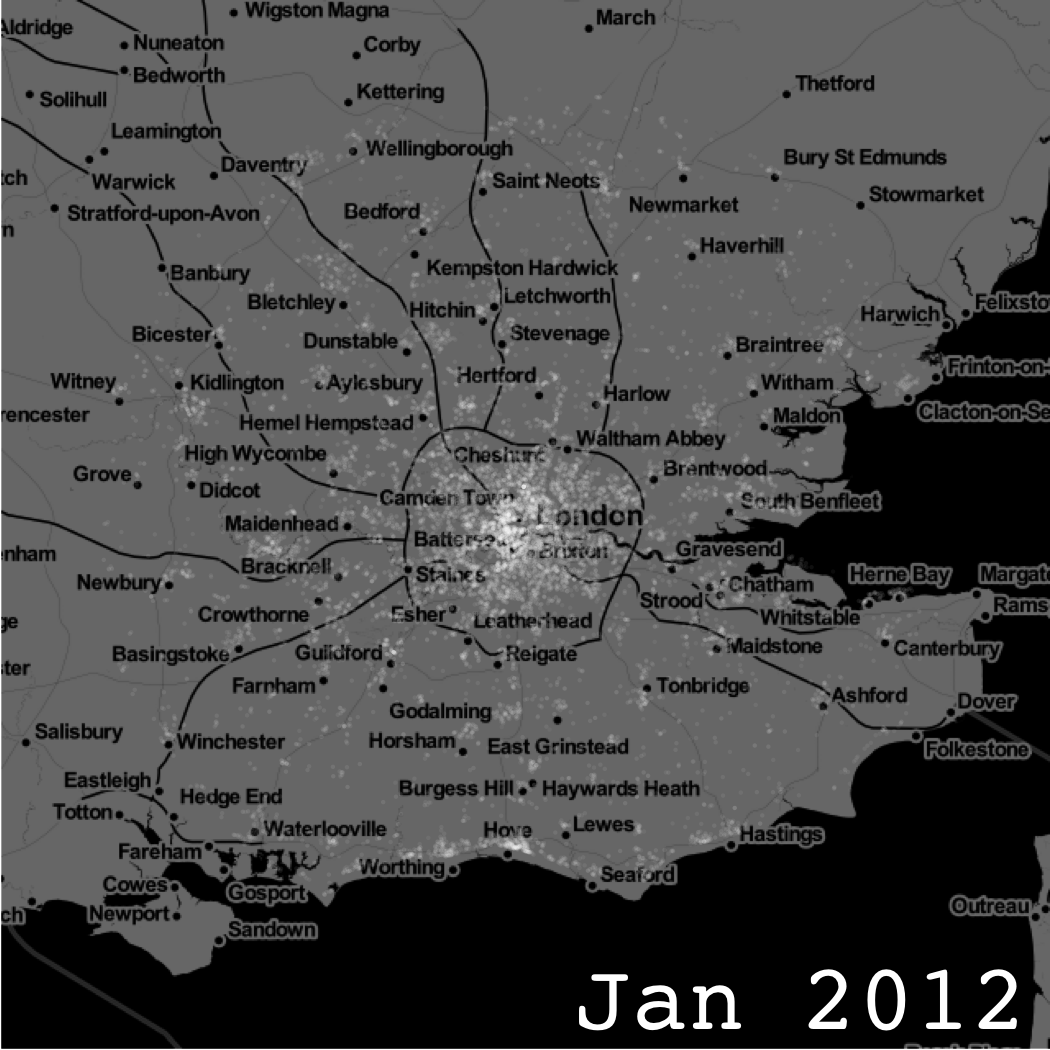 Wigston Magna
March
Aldridge
Nuneaton
Corby
Bedworth
Thetford
Solihull
Kettering
Leamington
Wellingborough
Bury St Edmunds
Daventry
tch
Warwick
Saint Neots
Stowmarket
Stratford-upon-Avon
Bedford
Newmarket
n
Haverhill
Banbury
Kempston Hardwick
Bletchley
Hitchin
Letchworth
Harwich
Felixsto
Bicester
Dunstable
Stevenage
Braintree
Frinton-on-
Witney
Kidlington
Aylesbury
Hertford
Witham
rencester
Harlow
Clacton-on-Se
Hemel Hempstead
Maldon
High Wycombe
Cheshunt
Waltham Abbey
Grove
Didcot
Camden Town
Brentwood
South Benfleet
Maidenhead
London
nham
Battersea
Brixton
Gravesend
Newbury
Bracknell
Staines
Chatham
Herne Bay
Margate
Crowthorne
Esher
Strood
Whitstable
Rams
ge
Leatherhead
ter
Basingstoke
Guildford
Reigate
Maidstone
Canterbury
Farnham
Tonbridge
Ashford
Dover
Godalming
Salisbury
Winchester
Horsham
East Grinstead
Folkestone
Eastleigh
Hedge End
Burgess Hill
Haywards Heath
Totton
Waterlooville
Hove
Lewes
Hastings
Fareham
Worthing
Seaford
Cowes
Gosport
ch
Newport
Outreau
Sandown
Jan 2012